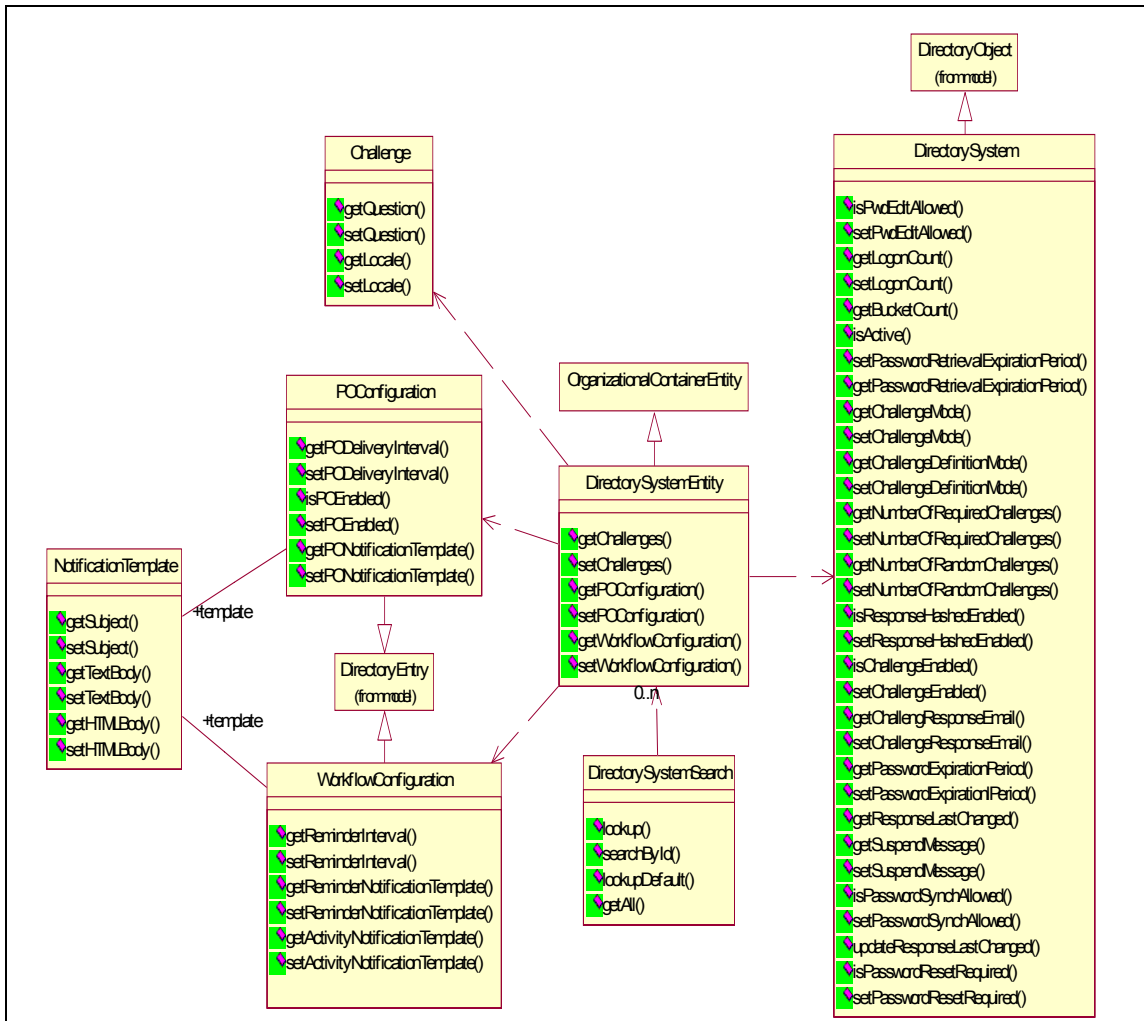 DirectoryObject
(from model)
DirectorySystem
isPwdEditAllowed()
setPwdEditAllowed()
getLogonCount()
setLogonCount()
getBucketCount()
isActive()
setPasswordRetrievalExpirationPeriod()
getPasswordRetrievalExpirationPeriod()
getChallengeMode()
setChallengeMode()
getChallengeDefinitionMode()
setChallengeDefinitionMode()
getNumberOfRequiredChallenges()
setNumberOfRequiredChallenges()
getNumberOfRandomChallenges()
setNumberOfRandomChallenges()
isResponseHashedEnabled()
setResponseHashedEnabled()
isChallengeEnabled()
setChallengeEnabled()
getChallengResponseEmail()
setChallengeResponseEmail()
getPasswordExpirationPeriod()
setPasswordExpirationlPeriod()
getResponseLastChanged()
getSuspendMessage()
setSuspendMessage()
isPasswordSynchAllowed()
setPasswordSynchAllowed()
updateResponseLastChanged()
isPasswordResetRequired()
setPasswordResetRequired()
Challenge
getQuestion()
setQuestion()
getLocale()
setLocale()
OrganizationalContainerEntity
POConfiguration
getPODeliveryInterval()
setPODeliveryInterval()
isPOEnabled()
setPOEnabled()
getPONotificationTemplate()
setPONotificationTemplate()
DirectorySystemEntity
getChallenges()
setChallenges()
getPOConfiguration()
setPOConfiguration()
getWorkflowConfiguration()
setWorkflowConfiguration()
0..n
NotificationTemplate
getSubject()
setSubject()
getTextBody()
setTextBody()
getHTMLBody()
setHTMLBody()
+template
+template
DirectoryEntry
(from model)
WorkflowConfiguration
getReminderInterval()
setReminderInterval()
getReminderNotificationTemplate()
setReminderNotificationTemplate()
getActivityNotificationTemplate()
setActivityNotificationTemplate()
DirectorySystemSearch
lookup()
searchById()
lookupDefault()
getAll()